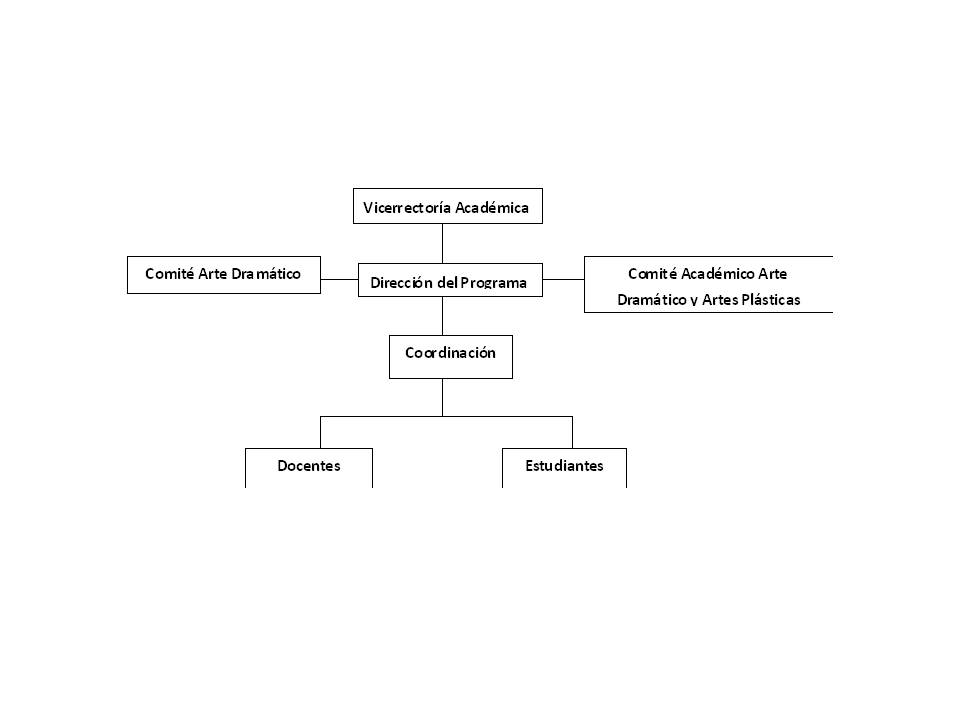 Vicerrectoría Académica
Comité Arte Dramático
Dirección del Programa
Comité Académico Arte
Dramático y Artes Plásticas
Coordinación
Docentes
Estudiantes